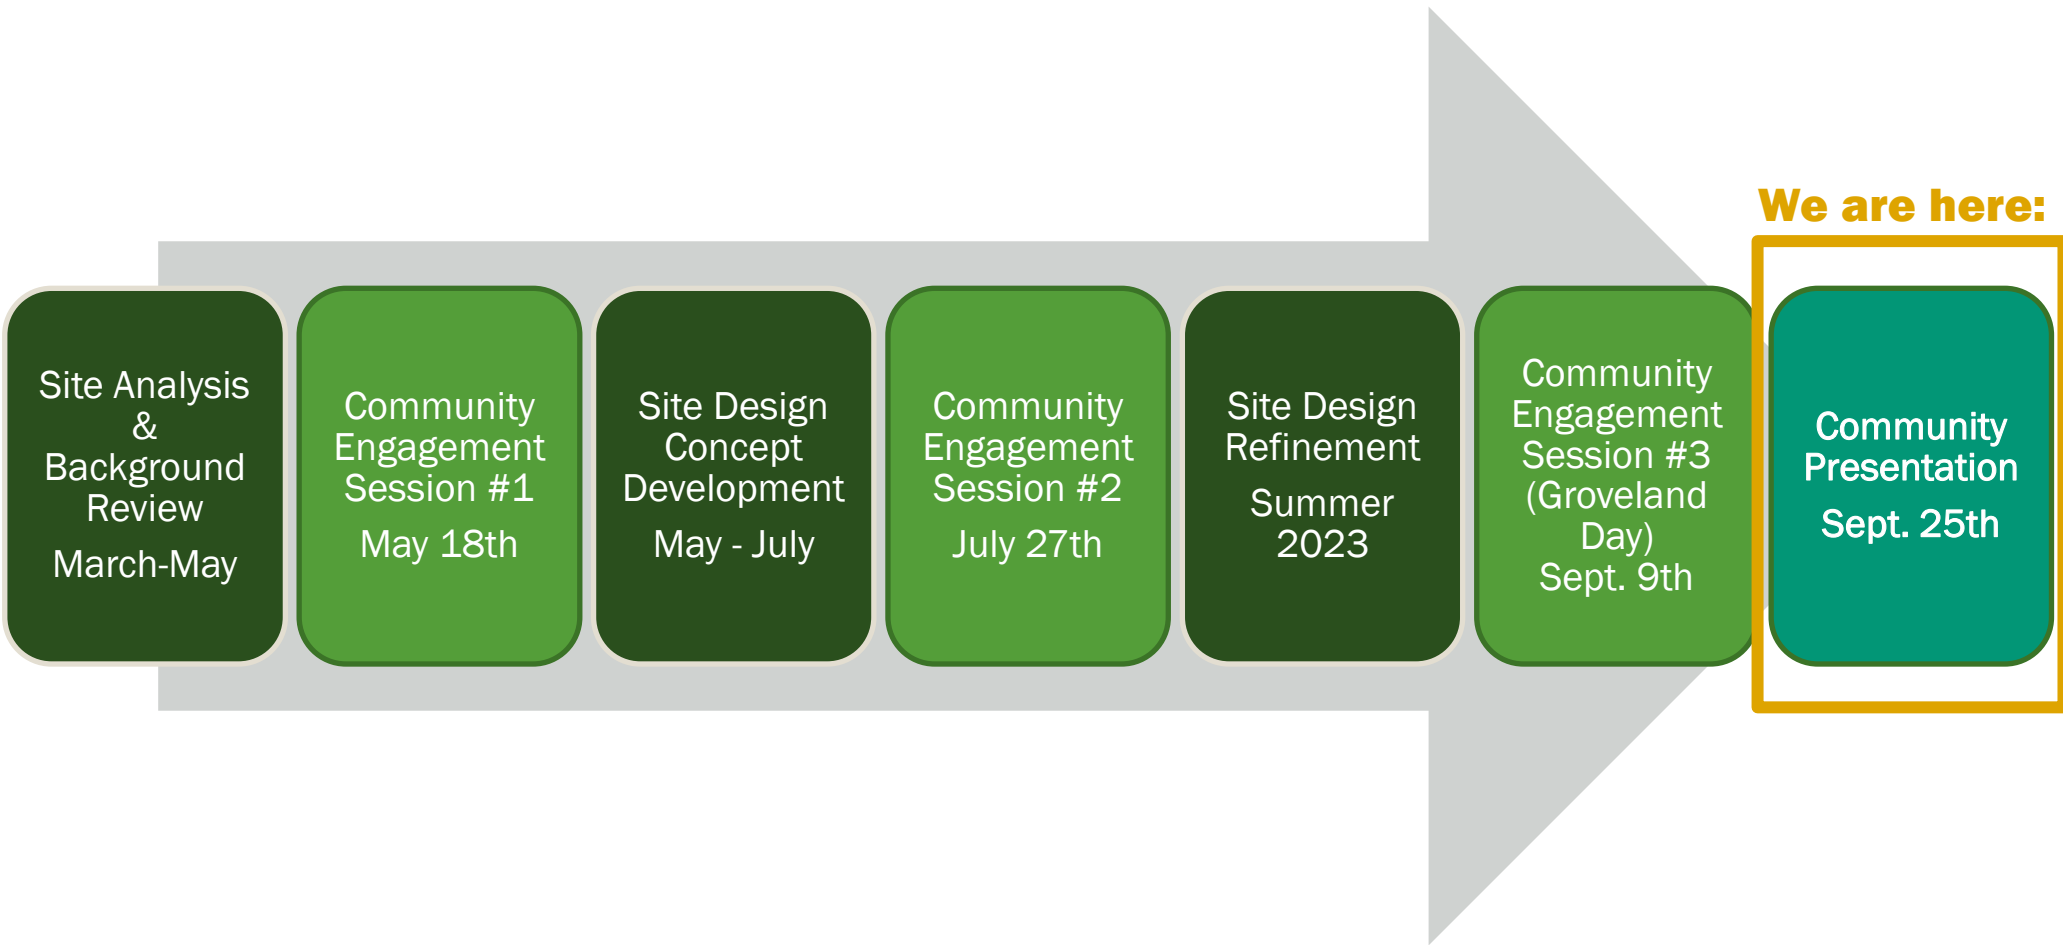 We are here:
Site Analysis
&
Background
Review
March-May
Community
Engagement
Session #1
May 18th
Site Design
Concept
Development
May - July
Community
Engagement
Session #2
July 27th
Site Design
Refinement
Summer
2023
Community
Engagement
Session #3
(Groveland
Day)
Sept. 9th
Community
Presentation
Sept. 25th